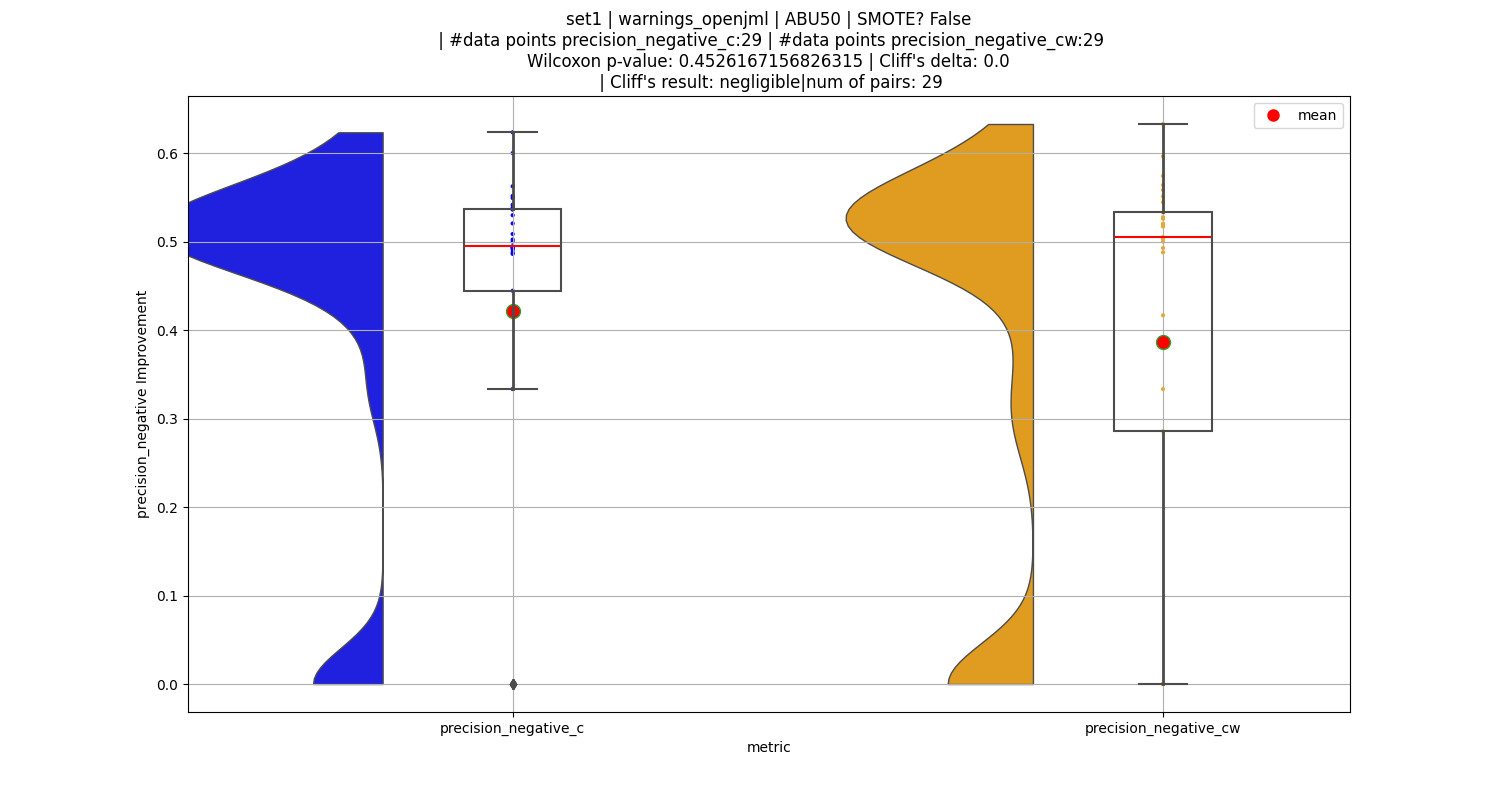 set1 | warnings_openjml | ABU50 | SMOTE? False
| #data points precision_negative_c:29 | #data points precision_negative_cw:29
Wilcoxon p-value: 0.4526167156826315 | Cliff's delta: 0.0
| Cliff's result: negligible|num of pairs: 29
mean
precision_negative Improvement
0.6
0.5
0.4
0.3
0.2
0.1
0.0
precision_negative_c
precision_negative_cw
metric